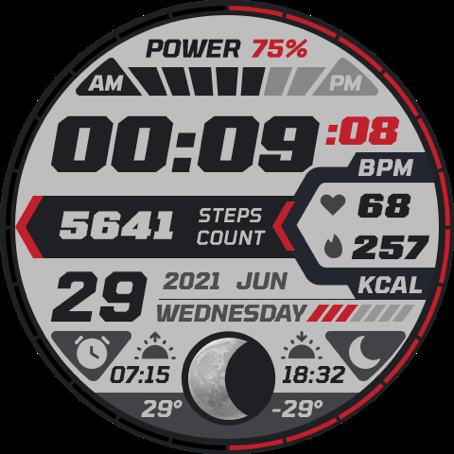 POWER 75%
AM PM
00:09:08
BPM
5641 STEPS COUNT 68
257
KCAL
29 2021 JUN
WEDNESDAY
07:15 18:32
29° -29°